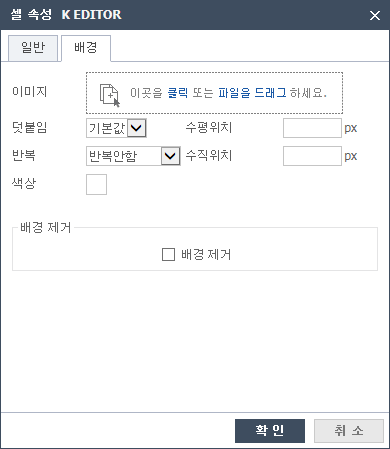 셀 속성 K EDITOR
일반 배경
이미지 이곳을 클릭 또는 파일을 드래그 하세요.
덧붙임 기본값 수평위치 px
반복 반복안함 수직위치 px
색상
배경 제거
배경 제거
확 인 취 소